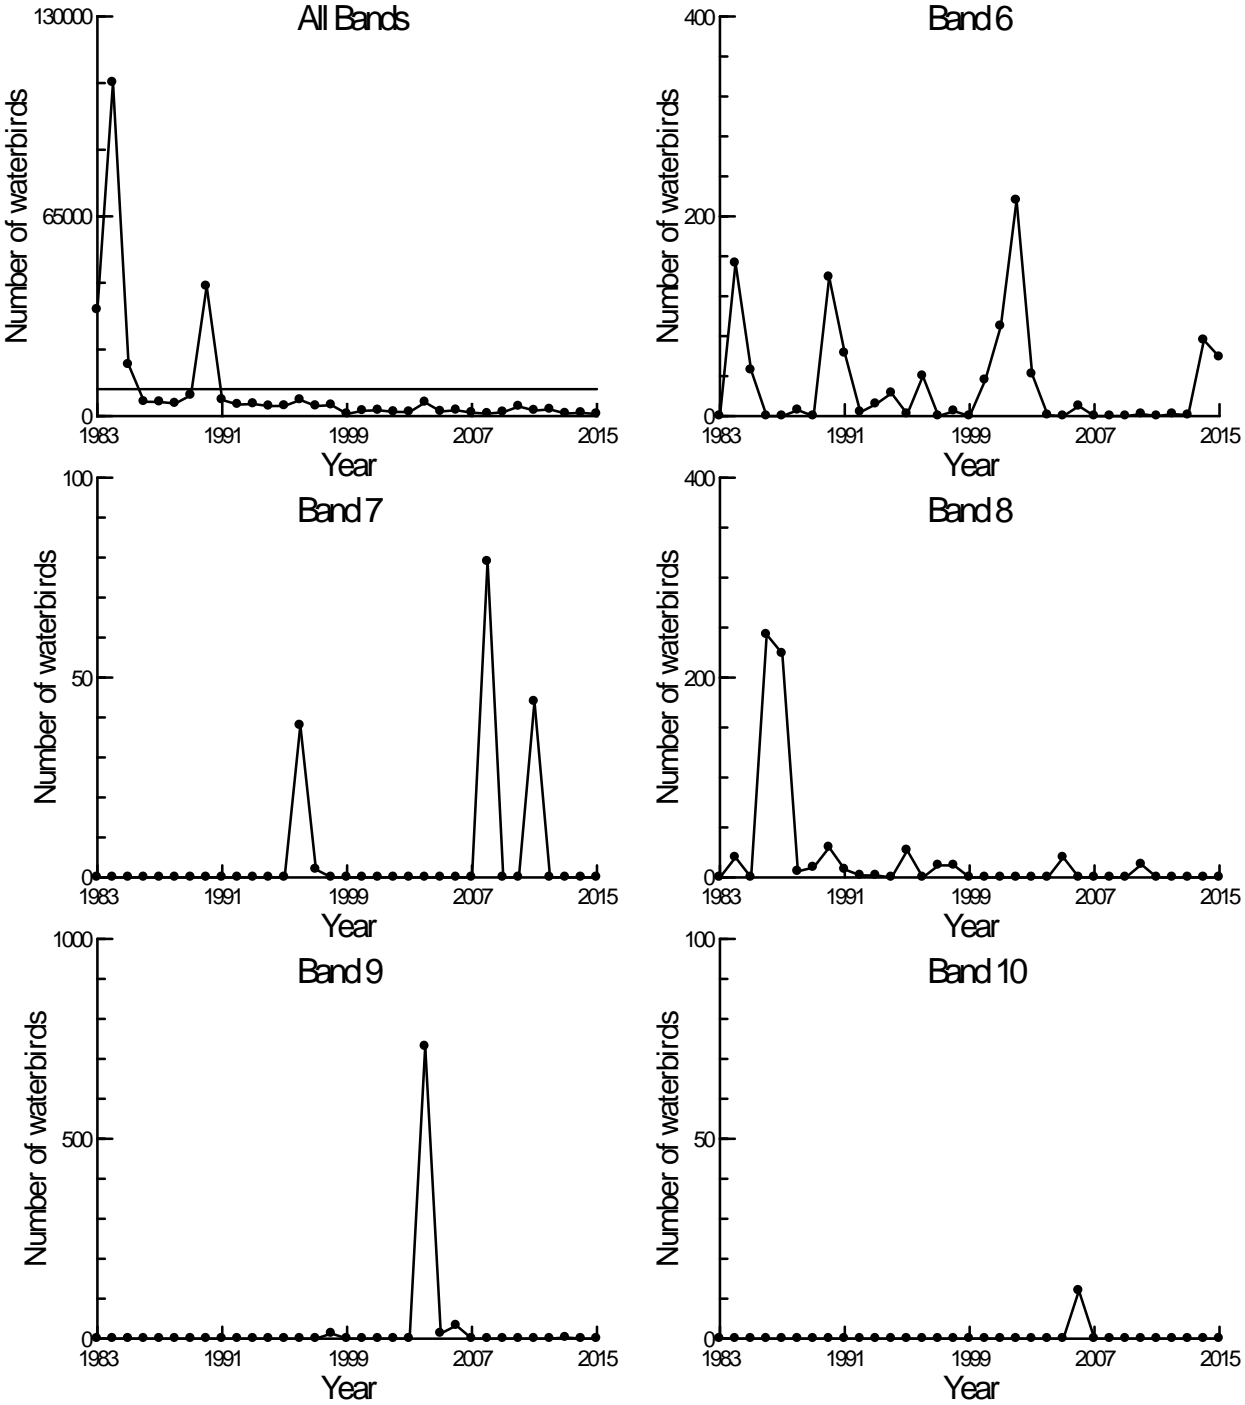 All Bands
130000
65000
0
Number of waterbirds
1983 1991 1999 2007 2015
Year
Band 6
400
200
0
Number of waterbirds
1983 1991 1999 2007 2015
Year
Band 7
100
50
0
Number of waterbirds
1983 1991 1999 2007 2015
Year
Band 8
400
200
0
Number of waterbirds
1983 1991 1999 2007 2015
Year
Band 9
1000
500
0
Number of waterbirds
1983 1991 1999 2007 2015
Year
Band 10
100
50
0
Number of waterbirds
1983 1991 1999 2007 2015
Year